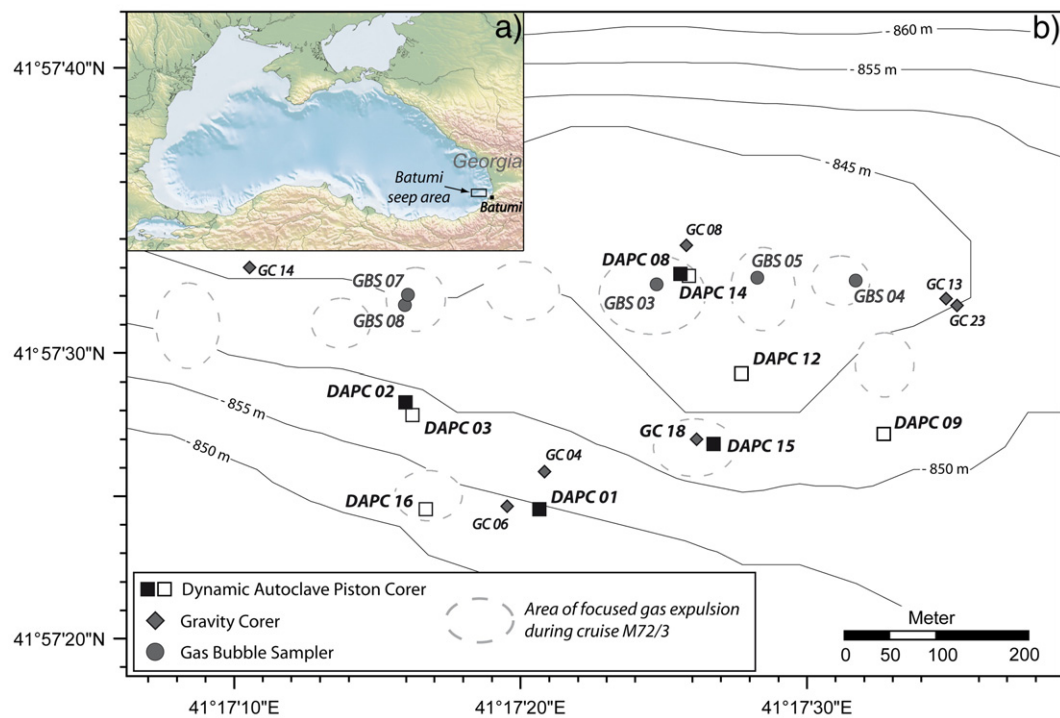 a)
b)
Georgia
Batumi
seep area
Batumi
- 860 m
- 855 m
- 845 m
41°57'40"N
41°57'30"N
41°57'20"N
GC 14
GBS 07
GBS 08
GC 08
DAPC 08
DAPC 14
GBS 03
GBS 05
GBS 04
GC 13
GC 23
DAPC 12
DAPC 02
DAPC 03
- 855 m
- 850 m
GC 18
DAPC 15
DAPC 09
- 850 m
GC 04
DAPC 16
DAPC 01
GC 06
Dynamic Autoclave Piston Corer
Gravity Corer
Gas Bubble Sampler
Area of focused gas expulsion
during cruise M72/3
Meter
0 50 100 200
41°17'10"E 41°17'20"E 41°17'30"E